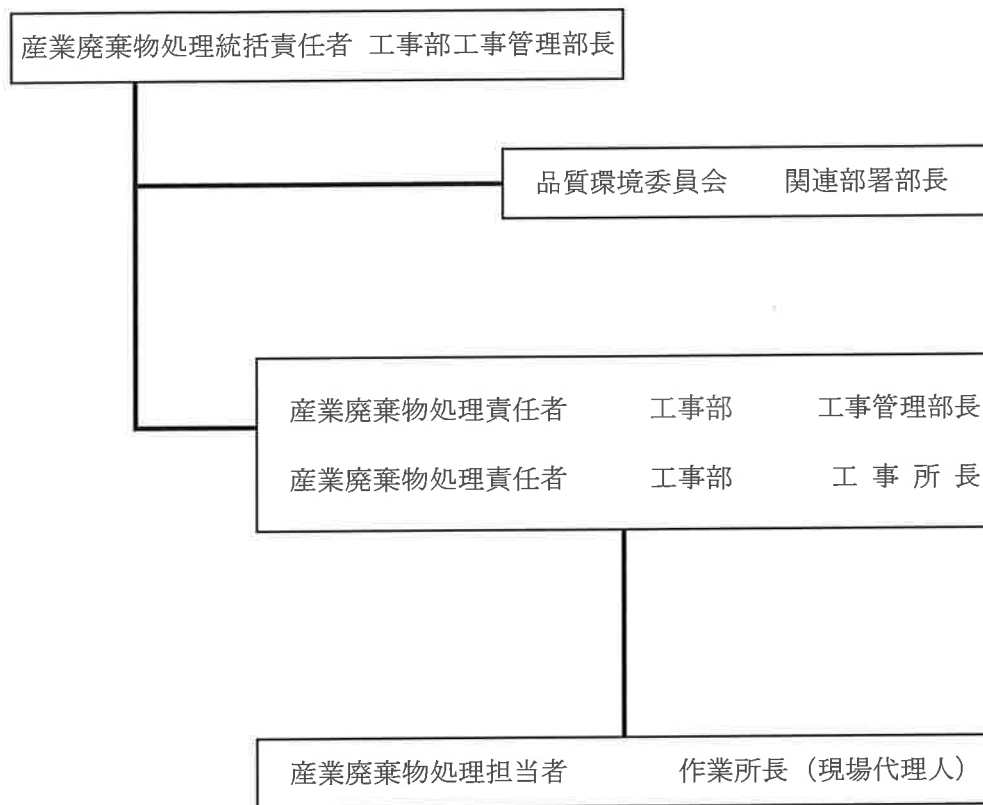 産業廃棄物処理統括責任者 工事部工事管理部長
品質環境委員会 関連部署部長
産業廃棄物処理責任者 工事部 工事管理部長
産業廃棄物処理責任者 工事部 工 事 所 長
産業廃棄物処理担当者 作業所長（現場代理人）